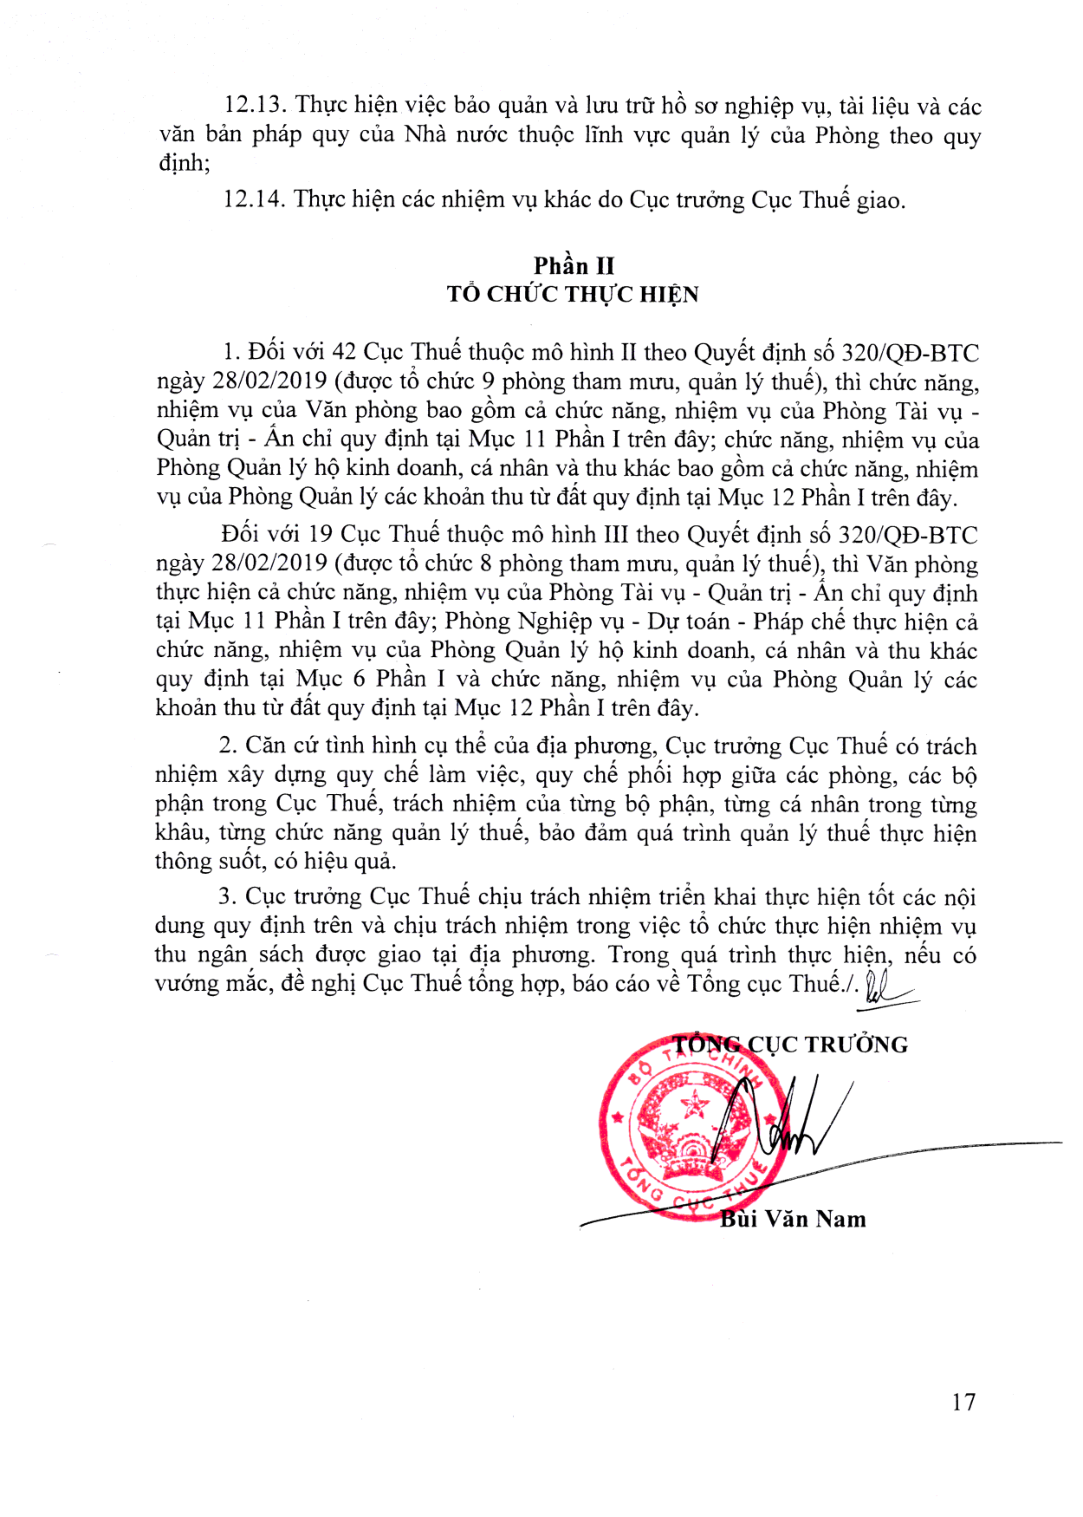 12.13. Thực hiện việc bảo quản và lưu trữ hồ sơ nghiệp vụ, tài liệu và các
văn bản pháp quy của Nhà nước thuộc lĩnh vực quản lý của Phòng theo quy
định;
12.14. Thực hiện các nhiệm vụ khác do Cục trưởng Cục Thuế giao.
Phần II
TỔ CHỨC THỰC HIỆN
1. Đối với 42 Cục Thuế thuộc mô hình II theo Quyết định số 320/QĐ-BTC
ngày 28/02/2019 (được tổ chức 9 phòng tham mưu, quản lý thuế), thì chức năng,
nhiệm vụ của Văn phòng bao gồm cả chức năng, nhiệm vụ của Phòng Tài vụ -
Quản trị - Ấn chỉ quy định tại Mục 11 Phần I trên đây; chức năng, nhiệm vụ của
Phòng Quản lý hộ kinh doanh, cá nhân và thu khác bao gồm cả chức năng, nhiệm
vụ của Phòng Quản lý các khoản thu từ đất quy định tại Mục 12 Phần I trên đây.
Đối với 19 Cục Thuế thuộc mô hình III theo Quyết định số 320/QĐ-BTC
ngày 28/02/2019 (được tổ chức 8 phòng tham mưu, quản lý thuế), thì Văn phòng
thực hiện cả chức năng, nhiệm vụ của Phòng Tài vụ - Quản trị - Ấn chỉ quy định
tại Mục 11 Phần I trên đây; Phòng Nghiệp vụ - Dự toán - Pháp chế thực hiện cả
chức năng, nhiệm vụ của Phòng Quản lý hộ kinh doanh, cá nhân và thu khác
quy định tại Mục 6 Phần I và chức năng, nhiệm vụ của Phòng Quản lý các
khoản thu từ đất quy định tại Mục 12 Phần I trên đây.
2. Căn cứ tình hình cụ thể của địa phương, Cục trưởng Cục Thuế có trách
nhiệm xây dựng quy chế làm việc, quy chế phối hợp giữa các phòng, các bộ
phận trong Cục Thuế, trách nhiệm của từng bộ phận, từng cá nhân trong từng
khâu, từng chức năng quản lý thuế, bảo đảm quá trình quản lý thuế thực hiện
thông suốt, có hiệu quả.
3. Cục trưởng Cục Thuế chịu trách nhiệm triển khai thực hiện tốt các nội
dung quy định trên và chịu trách nhiệm trong việc tổ chức thực hiện nhiệm vụ
thu ngân sách được giao tại địa phương. Trong quá trình thực hiện, nếu có
vướng mắc, đề nghị Cục Thuế tổng hợp, báo cáo về Tổng cục Thuế./.
TỔNG CỤC TRƯỞNG
BỘ TÀI CHÍNH
TỔNG CỤC THUẾ
Bùi Văn Nam
17